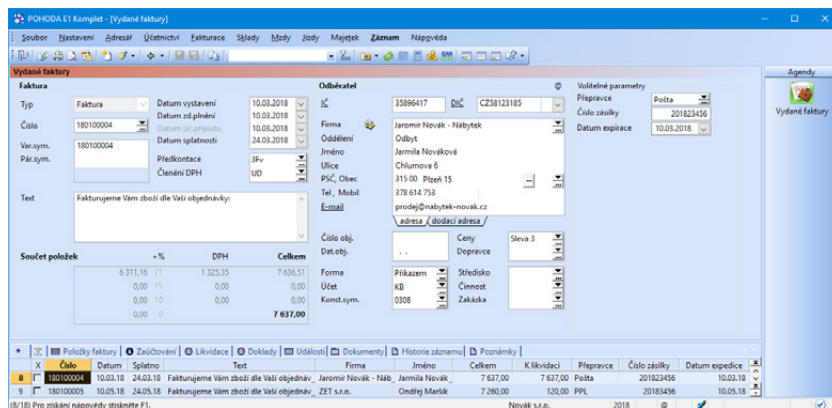 POHODA E1 Komplet - [Vydané faktury]
Soubor Nastavení Adresář Účetnictví Fakturace Sklady Mzdy Jízdy Majetek Záznam Nápověda
Vydané faktury
Agendy
Vydané faktury
Faktura
Typ Faktura
Číslo 180100004
Var.sym. 180100004
Pár.sym.
Datum vystavení 10.03.2018
Datum zd.plnění 10.03.2018
Datum úč.případu 10.03.2018
Datum splatnosti 24.03.2018
Předkontace 3Fv
Členění DPH UD
Text Fakturujeme Vám zboží dle Vaší objednávky:
Součet položek - % DPH Celkem
6 311,16 21 1 325,35 7 636,51
0,00 15 0,00 0,00
0,00 10 0,00 0,00
0,00 0 7 637,00
Odběratel
IČ 35896417 DIČ CZ58123185
Firma Jaromír Novák - Nábytek
Oddělení Odbyt
Jméno Jarmila Nováková
Ulice Chlumova 6
PSČ, Obec 315 00 Plzeň 15
Tel., Mobil 378 614 753
E-mail prodej@nabytek-novak.cz
adresa dodací adresa
Číslo obj. Ceny Sleva 3
Dat.obj. . . Dopravce
Forma Příkazem Středisko
Účet KB Činnost
Konst.sym. 0308 Zakázka
Volitelné parametry
Přepravce Pošta
Číslo zásilky 201823456
Datum expirace 10.03.2018
Položky faktury Zaúčtování Likvidace Doklady Události Dokumenty Historie záznamu Poznámky
X Číslo Datum Splatno Text Firma Jméno Celkem K likvidaci Přepravce Číslo zásilky Datum expedice
8 180100004 10.03.18 24.03.18 Fakturujeme Vám zboží dle Vaší objednáv_ Jaromír Novák - Náb_ Jarmila Novák_ 7 637,00 7 637,00 Pošta 201823456 10.03.18
9 180100005 10.05.18 24.05.18 Fakturujeme Vám zboží dle Vaší objednáv_ ZET s.r.o. Ondřej Maršík 7 260,00 120,00 PPL 20183456 10.05.18
(8/18) Pro získání nápovědy stiskněte F1. Novák s.r.o. 2018 @